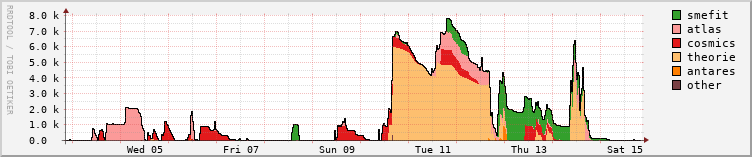 8.0 k
7.0 k
6.0 k
5.0 k
4.0 k
3.0 k
2.0 k
1.0 k
0.0
Wed 05 Fri 07 Sun 09 Tue 11 Thu 13 Sat 15
smefit
atlas
cosmics
theorie
antares
other
RRDTOOL / TOBI OETIKER